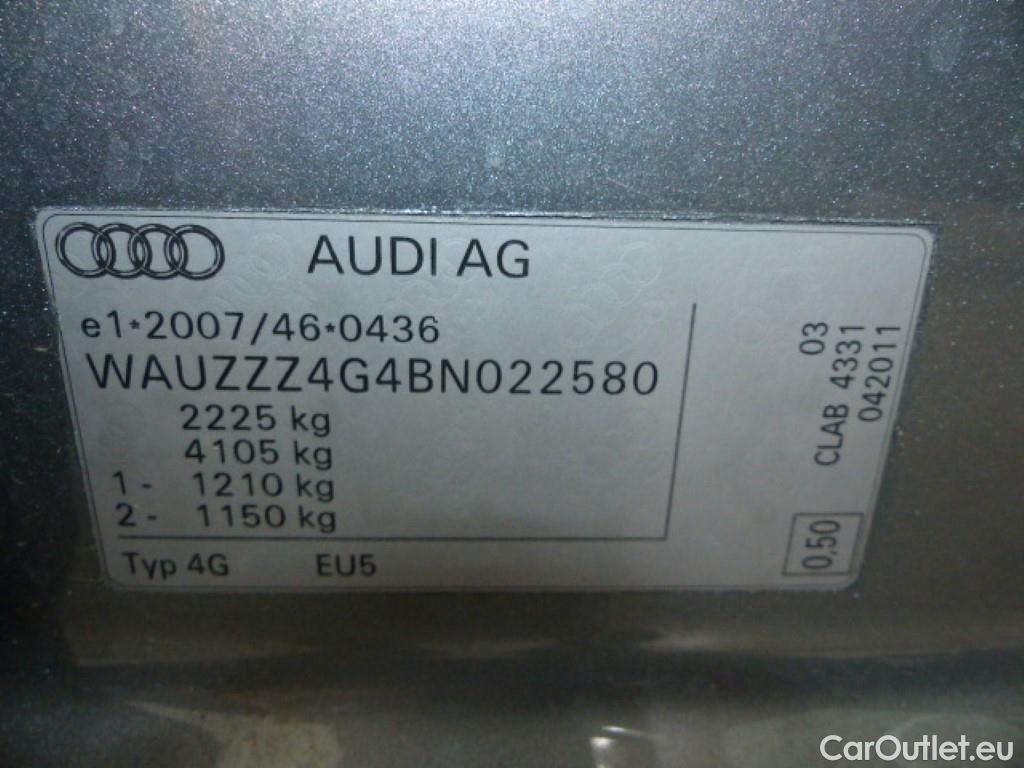 AUDI AG
e1*2007/46*0436
WAUZZZ4G4BN022580
2225 kg
4105 kg
1 - 1210 kg
2 - 1150 kg
Typ 4G EU5
03
CLAB 4331
042011
0,50
CarOutlet.eu